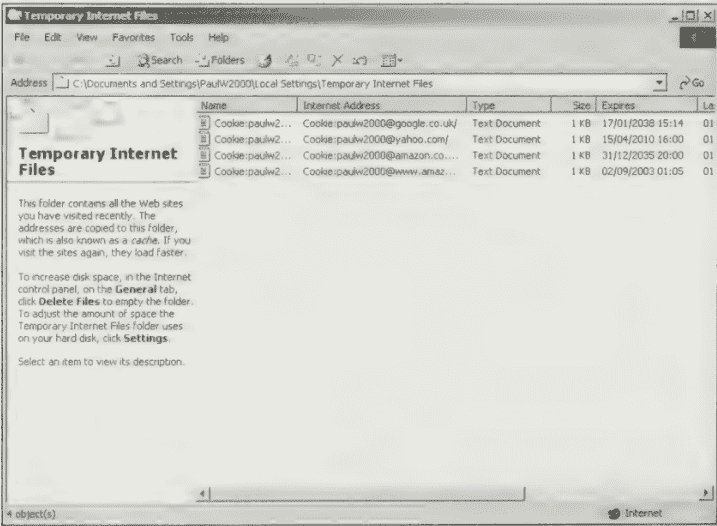 Temporary Internet Files
File Edit View Favorites Tools Help
Search Folders
Address C:\Documents and Settings\PaulW2000\Local Settings\Temporary Internet Files Go
Name Internet Address Type Size Expires La
Cookie:paulw2... Cookie:paulw2000@google.co.uk/ Text Document 1 KB 17/01/2038 15:14 01
Cookie:paulw2... Cookie:paulw2000@yahoo.com/ Text Document 1 KB 15/04/2010 16:00 01
Cookie:paulw2... Cookie:paulw2000@amazon.co.... Text Document 1 KB 31/12/2035 20:00 01
Cookie:paulw2... Cookie:paulw2000@www.amaz... Text Document 1 KB 02/09/2003 01:05 01
Temporary Internet
Files
This folder contains all the Web sites
you have visited recently. The
addresses are copied to this folder,
which is also known as a cache. If you
visit the sites again, they load faster.
To increase disk space, in the Internet
control panel, on the General tab,
click Delete Files to empty the folder.
To adjust the amount of space the
Temporary Internet Files folder uses
on your hard disk, click Settings.
Select an item to view its description.
4 object(s) Internet